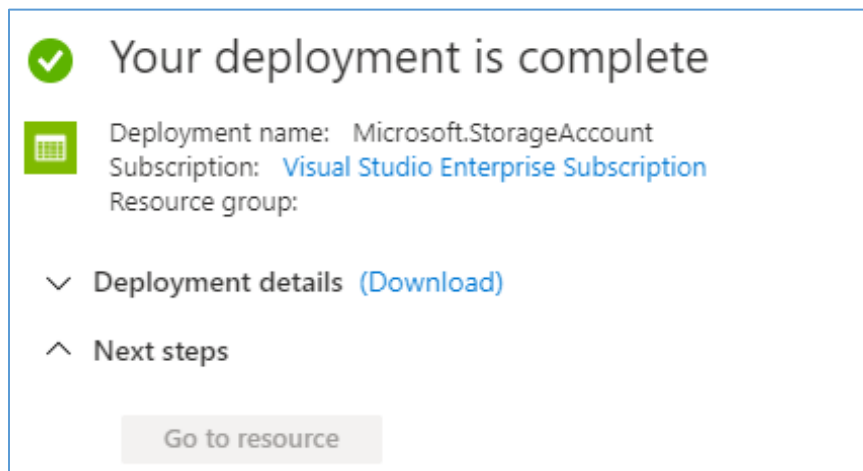 Your deployment is complete
Deployment name: Microsoft.StorageAccount
Subscription: Visual Studio Enterprise Subscription
Resource group:
Deployment details (Download)
Next steps
Go to resource